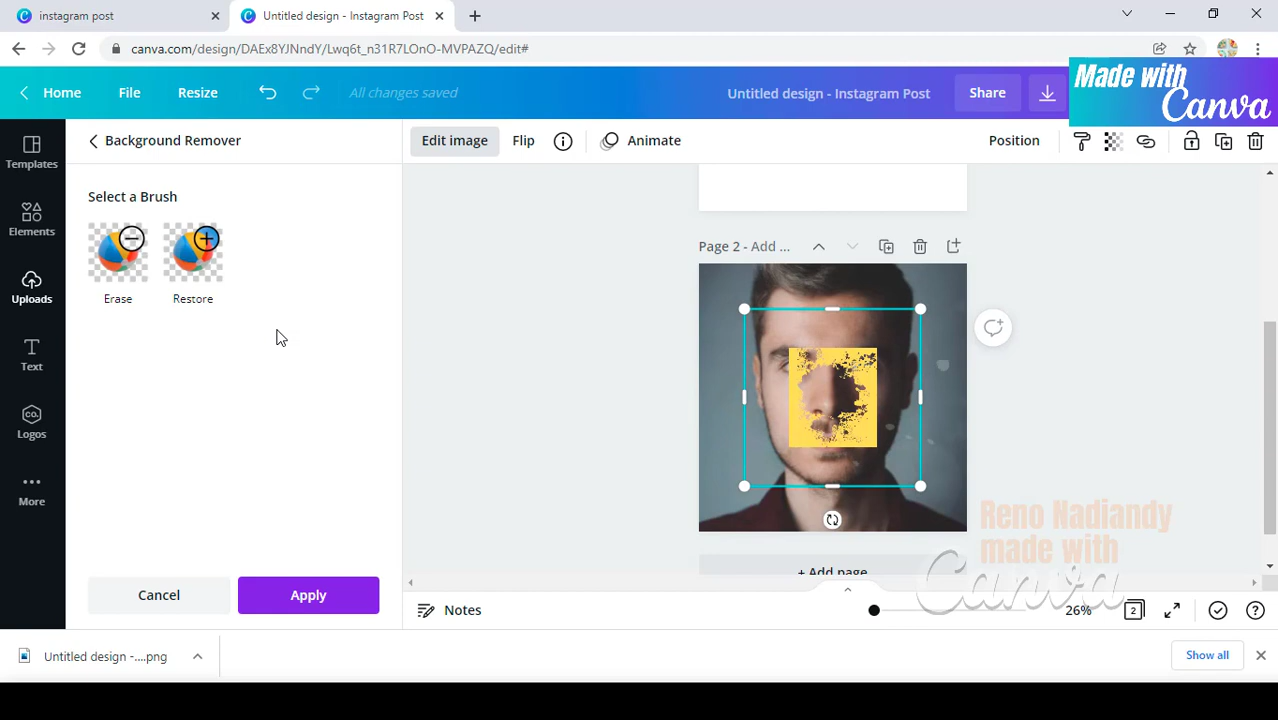 instagram post
Untitled design - Instagram Post
canva.com/design/DAEx8YJNndY/Lwq6t_n31R7LOnO-MVPAZQ/edit#
Home
File
Resize
All changes saved
Untitled design - Instagram Post
Share
Made with
Canva
Templates
Elements
Uploads
Text
CO.
Logos
More
Background Remover
Select a Brush
Erase
Restore
Cancel
Apply
Edit image
Flip
Animate
Position
Page 2 - Add ...
+ Add page
Reno Nadiandy
made with
Canva
Notes
26%
2
Untitled design -....png
Show all